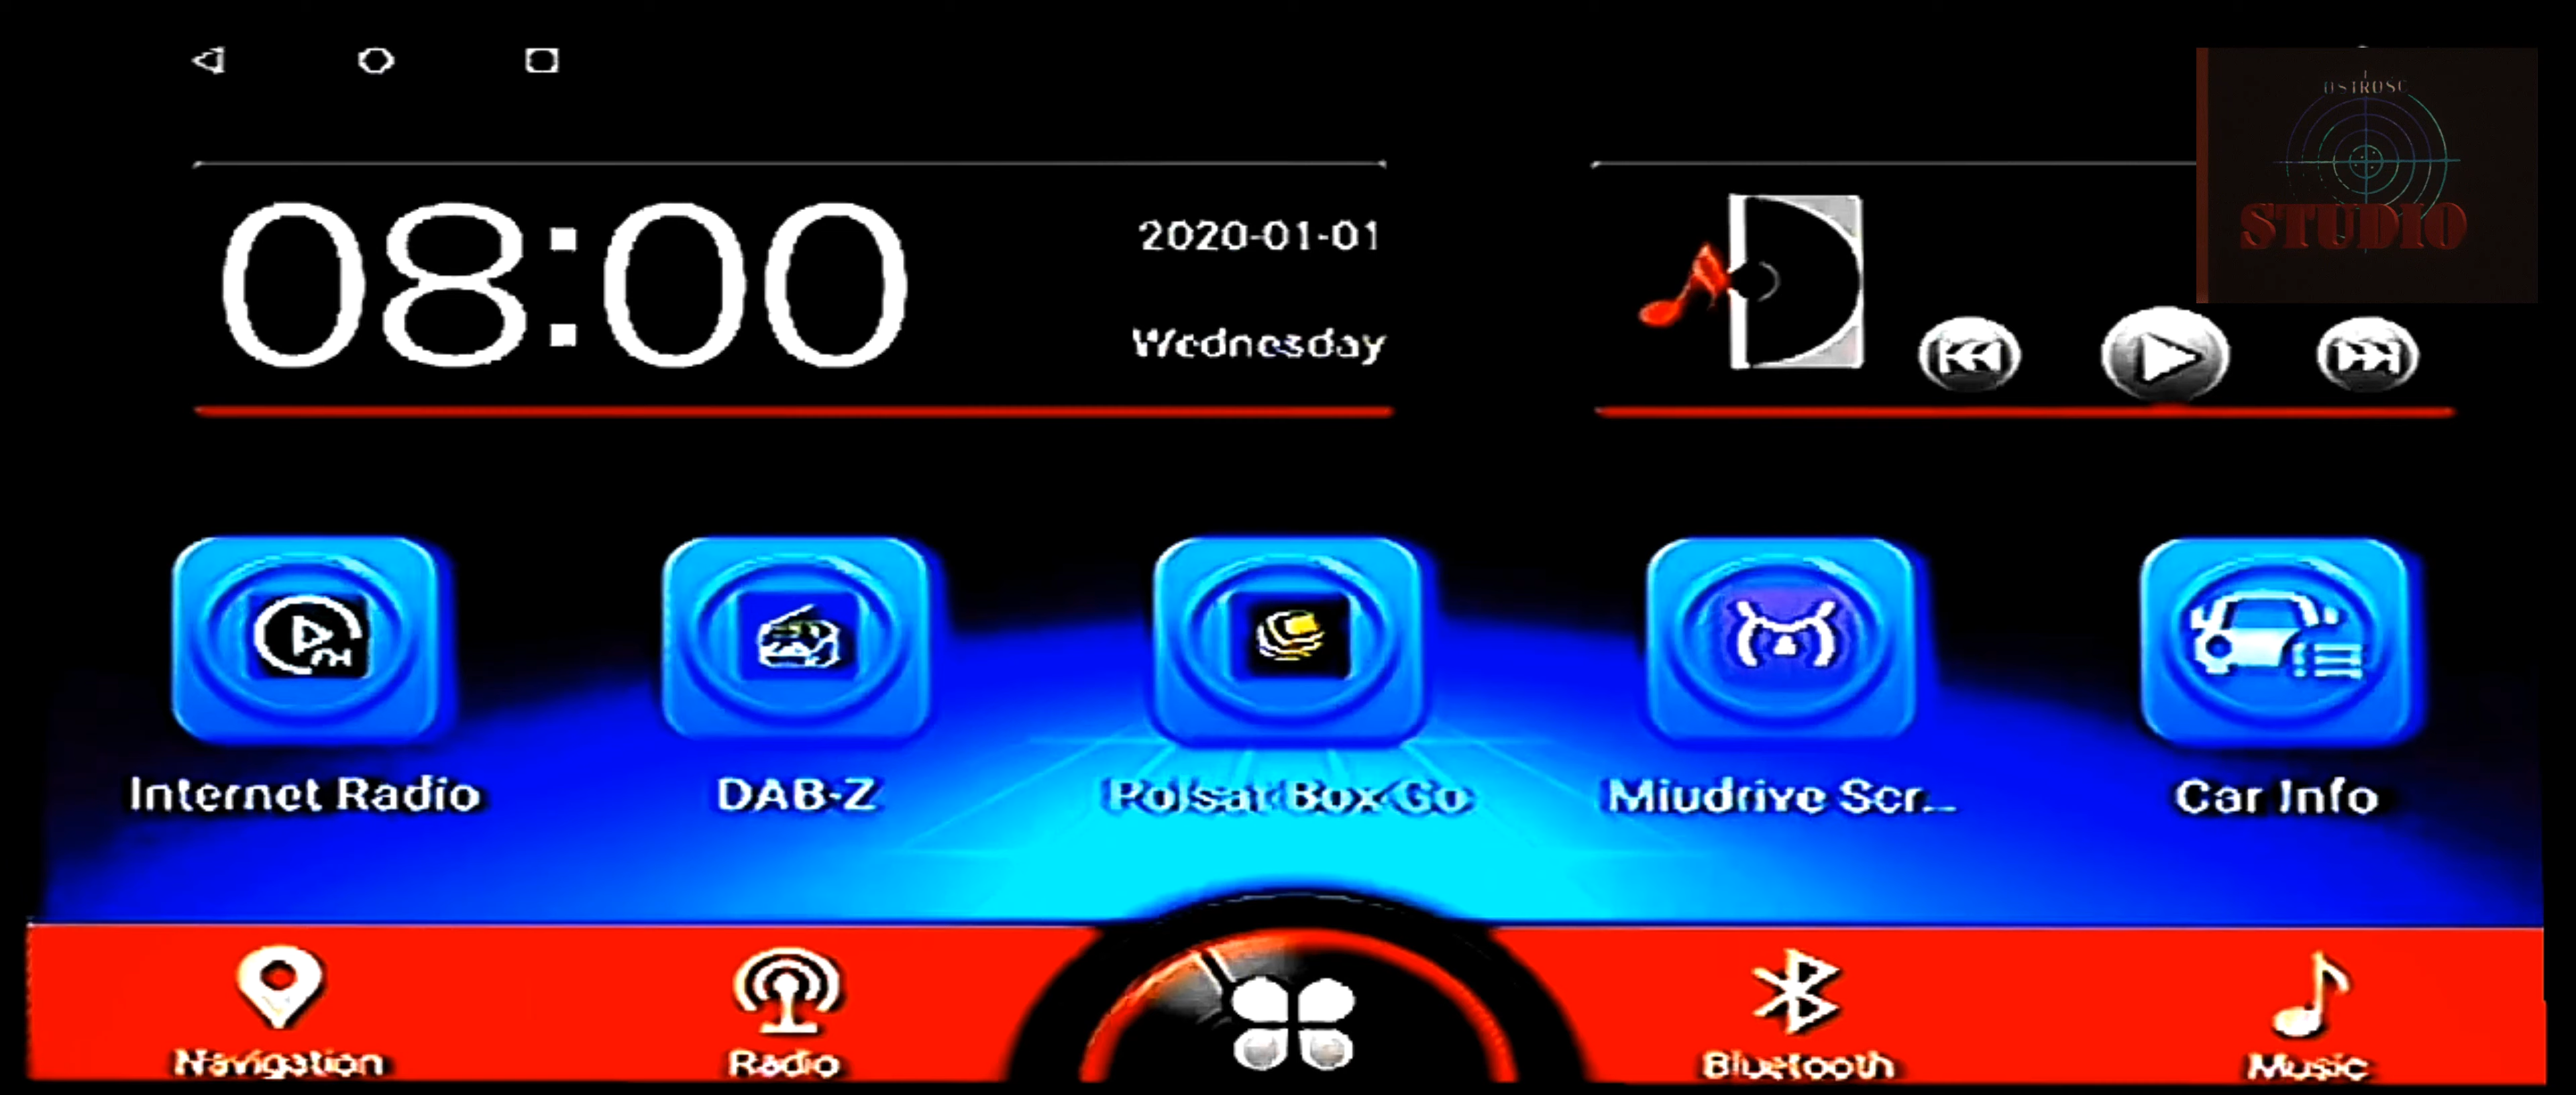 OSTROŚĆ
STUDIO
08:00
2020-01-01
Wednesday
Internet Radio
DAB-Z
Polsat Box Go
Miudrive Scr...
Car Info
Navigation
Radio
Bluetooth
Music